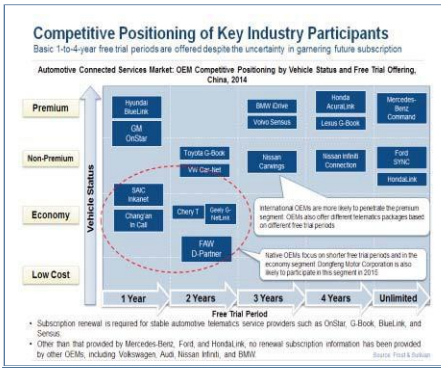 Competitive Positioning of Key Industry Participants
Basic 1-to-4-year free trial periods are offered despite the uncertainty in garnering future subscription
Automotive Connected Services Market: OEM Competitive Positioning by Vehicle Status and Free Trial Offering,
China, 2014
Vehicle Status
Premium
Hyundai
BlueLink
GM
OnStar
BMW iDrive
Volvo Sensus
Honda
AcuraLink
Lexus G-Book
Mercedes-
Benz
Command
Non-Premium
Toyota G-Book
VW Car-Net
Nissan
Carwings
Nissan Infiniti
Connection
Ford
SYNC
HondaLink
International OEMs are more likely to penetrate the premium
segment. OEMs also offer different telematics packages based
on different free trial periods
Economy
SAIC
Inkanet
Chang'an
In Call
Chery T
Geely G-
NetLink
FAW
D-Partner
Native OEMs focus on shorter free trial periods and in the
economy segment. Dongfeng Motor Corporation is also
likely to participate in this segment in 2015.
Low Cost
1 Year
2 Years
3 Years
4 Years
Unlimited
Free Trial Period
• Subscription renewal is required for stable automotive telematics service providers such as OnStar, G-Book, BlueLink, and
Sensus.
• Other than that provided by Mercedes-Benz, Ford, and HondaLink, no renewal subscription information has been provided
by other OEMs, including Volkswagen, Audi, Nissan Infiniti, and BMW.
Source: Frost & Sullivan